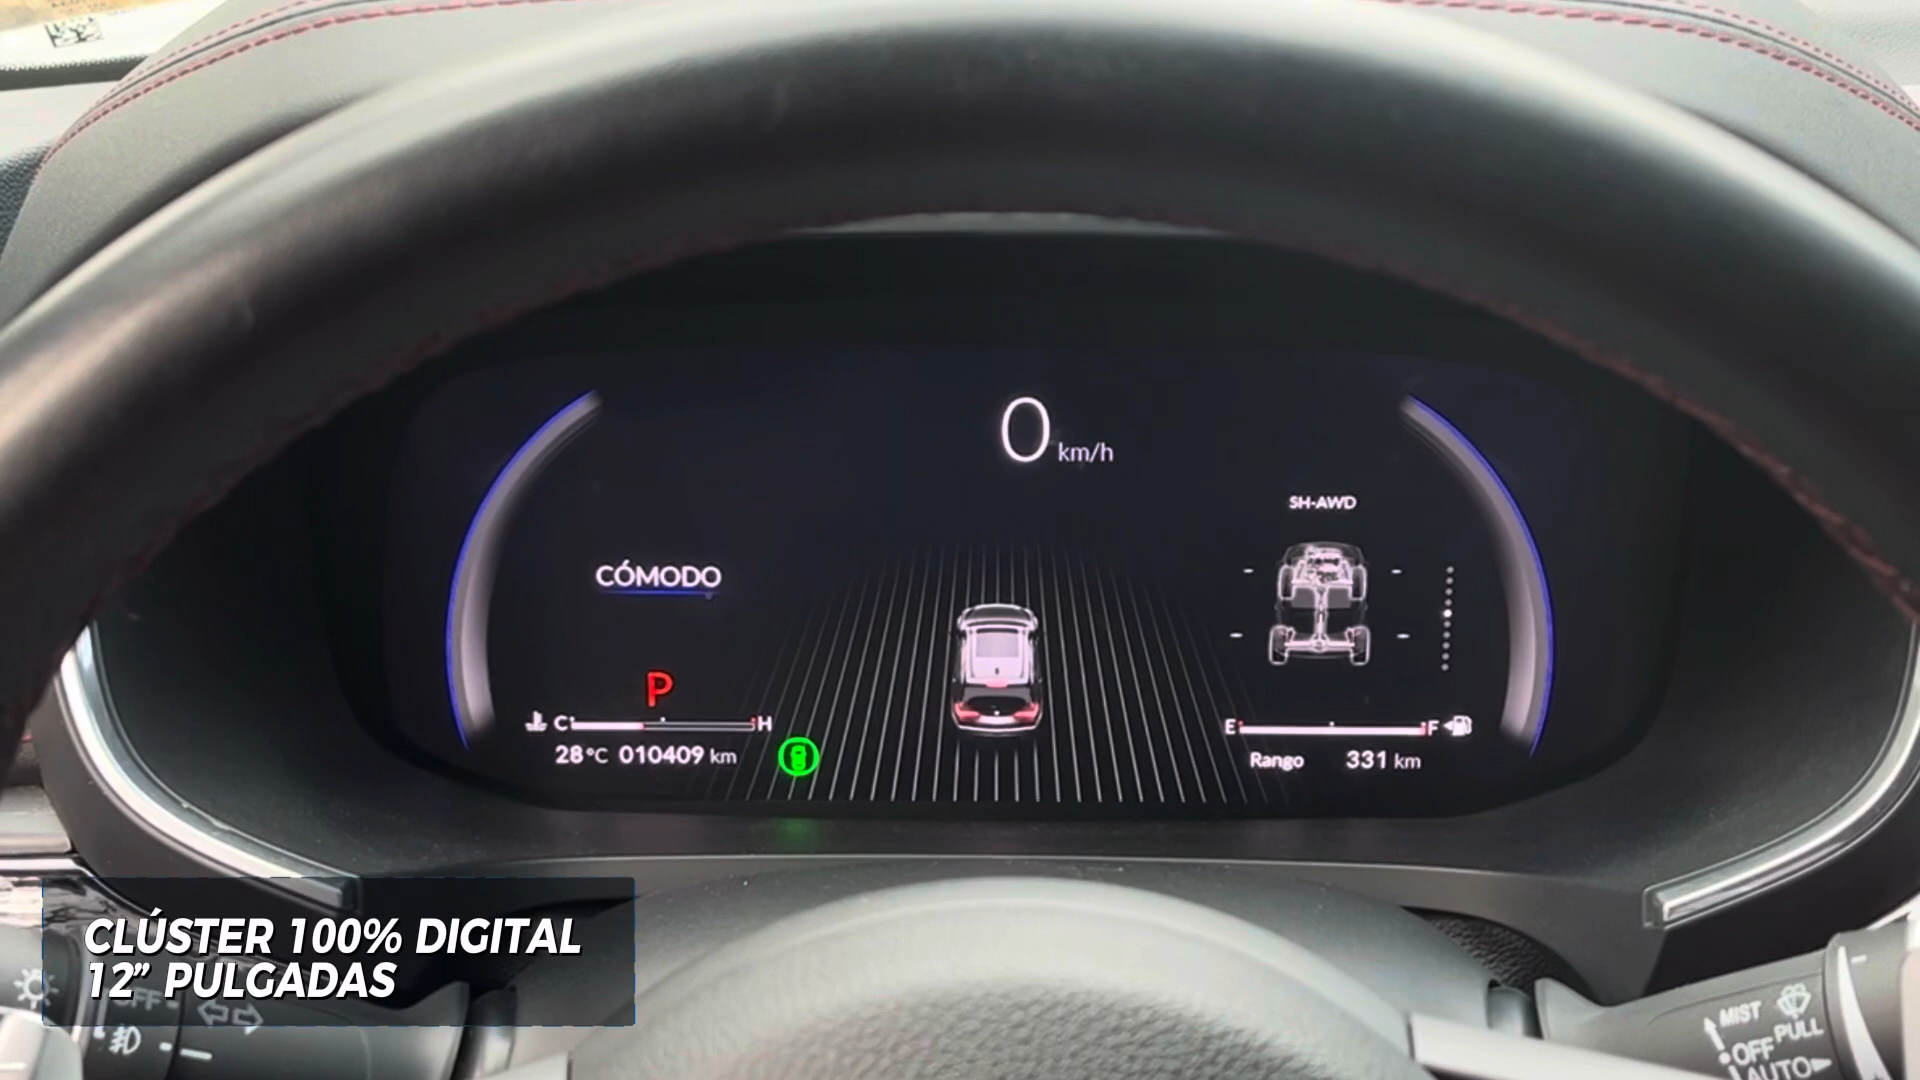 0 km/h
SH-AWD
CÓMODO
P
C H
E F
28°C 010409 km
Rango 331 km
CLÚSTER 100% DIGITAL
12” PULGADAS
OFF
MIST
PULL
OFF
AUTO